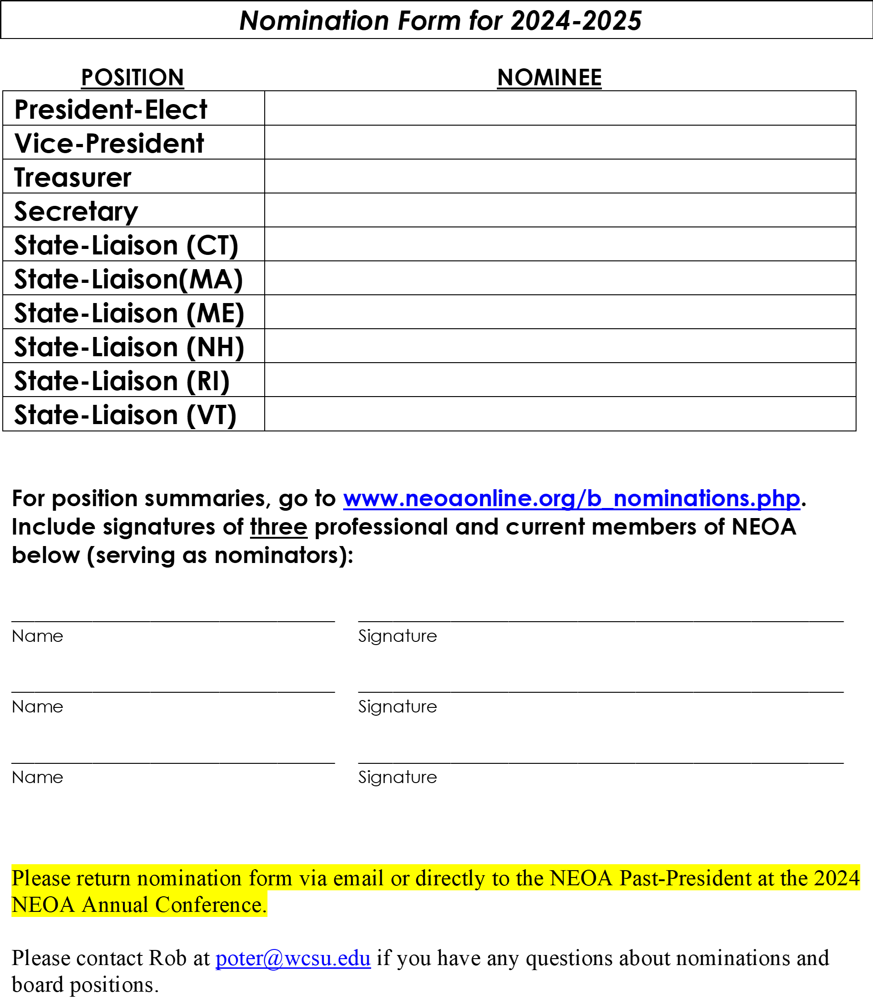 Nomination Form for 2024-2025
POSITION NOMINEE
President-Elect
Vice-President
Treasurer
Secretary
State-Liaison (CT)
State-Liaison(MA)
State-Liaison (ME)
State-Liaison (NH)
State-Liaison (RI)
State-Liaison (VT)
For position summaries, go to www.neoaonline.org/b_nominations.php.
Include signatures of three professional and current members of NEOA
below (serving as nominators):
Name Signature
Name Signature
Name Signature
Please return nomination form via email or directly to the NEOA Past-President at the 2024
NEOA Annual Conference.
Please contact Rob at poter@wcsu.edu if you have any questions about nominations and
board positions.